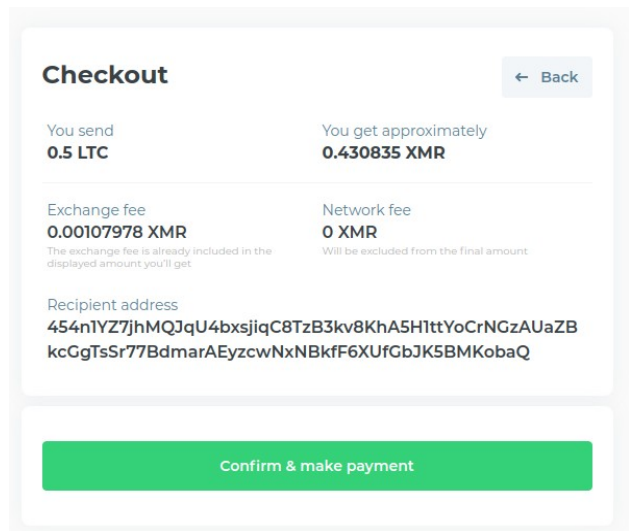 Checkout
← Back
You send
You get approximately
0.5 LTC
0.430835 XMR
Exchange fee
Network fee
0.00107978 XMR
0 XMR
The exchange fee is already included in the
displayed amount you'll get
Will be excluded from the final amount
Recipient address
454n1YZ7jhMQJqU4bxsjiqC8TzB3kv8KhA5H1ttYoCrNGzAUaZB
kcGgTsSr77BdmarAEyzcwNxNBkfF6XUfGbJK5BMKobaQ
Confirm & make payment